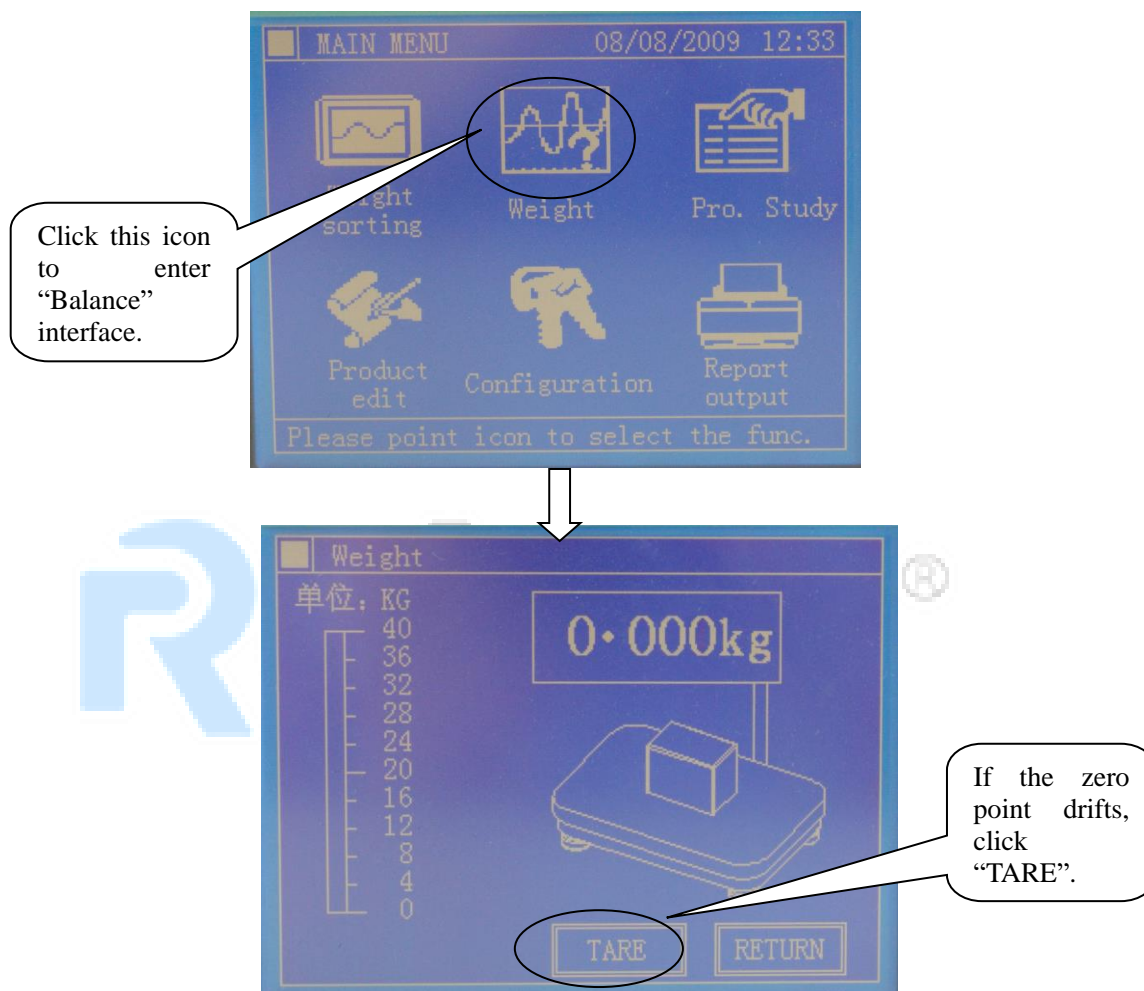 MAIN MENU 08/08/2009 12:33
Weight
sorting
Weight
Pro. Study
Click this icon
to enter
“Balance”
interface.
Product
edit
Configuration
Report
output
Please point icon to select the func.
Weight
单位: KG
40
36
32
28
24
20
16
12
8
4
0
0·000kg
If the zero
point drifts,
click
“TARE”.
TARE
RETURN
R
®